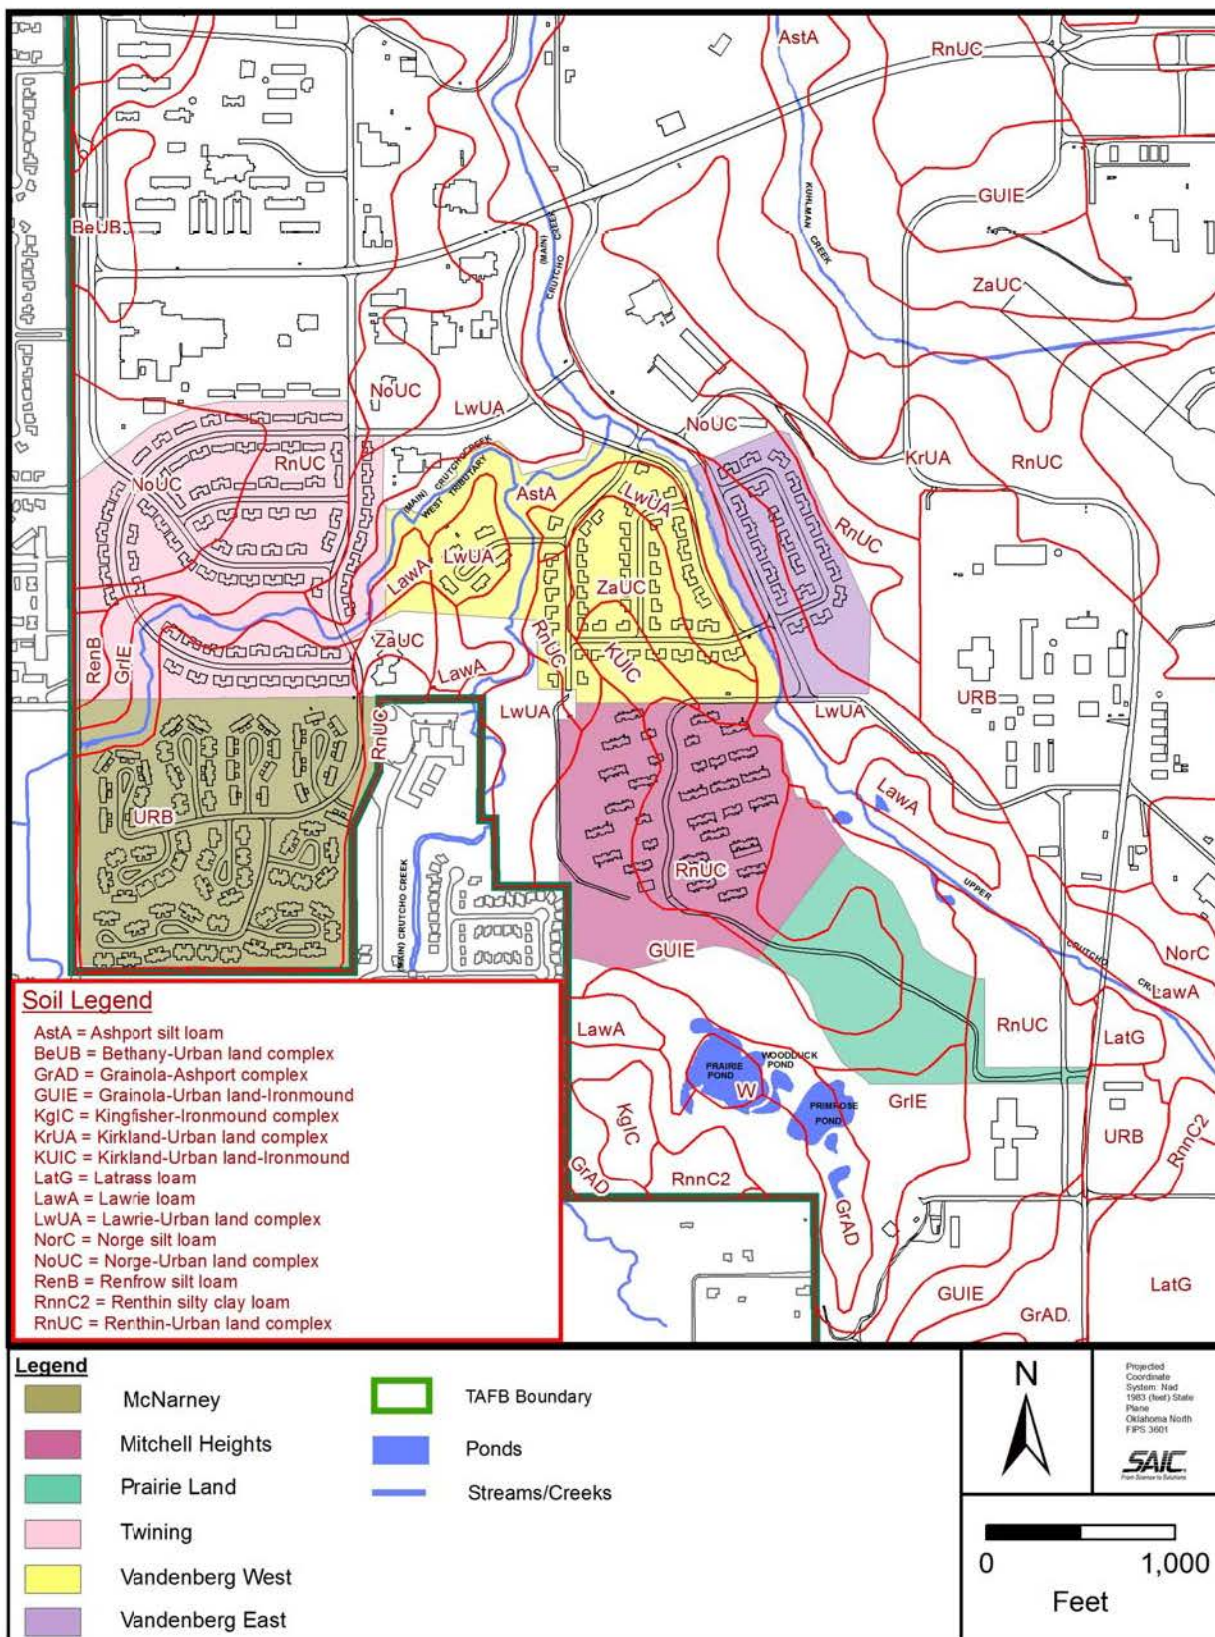 AstA
RnUC
BeUB
(MAIN) CRUTCHO CREEK
KUHLMAN CREEK
GUIE
ZaUC
NoUC
LwUA
NoUC
KrUA
RnUC
RnUC
NoUC
(MAIN) CRUTCHO CREEK
WEST TRIBUTARY
AstA
LwUA
RnUC
LawA
LwUA
ZaUC
RenB
GrIE
ZaUC
LawA
RnUC
KUIC
LwUA
LwUA
URB
RnUC
URB
LawA
RnUC
(MAIN) CRUTCHO CREEK
UPPER CRUTCHO
GUIE
NorC
LawA
LawA
RnUC
LatG
PRAIRIE
POND
WOODDUCK
POND
W
PRIMROSE
POND
GrIE
KgIC
URB
RnnC2
GrAD
RnnC2
GrAD
GUIE
GrAD
LatG
Soil Legend
AstA = Ashport silt loam
BeUB = Bethany-Urban land complex
GrAD = Grainola-Ashport complex
GUIE = Grainola-Urban land-Ironmound
KgIC = Kingfisher-Ironmound complex
KrUA = Kirkland-Urban land complex
KUIC = Kirkland-Urban land-Ironmound
LatG = Latrass loam
LawA = Lawrie loam
LwUA = Lawrie-Urban land complex
NorC = Norge silt loam
NoUC = Norge-Urban land complex
RenB = Renfrow silt loam
RnnC2 = Renthin silty clay loam
RnUC = Renthin-Urban land complex
Legend
McNarney
Mitchell Heights
Prairie Land
Twining
Vandenberg West
Vandenberg East
TAFB Boundary
Ponds
Streams/Creeks
N
Projected
Coordinate
System: Nad
1983 (feet) State
Plane
Oklahoma North
FIPS 3601
SAIC
From Science to Solutions
0 1,000
Feet